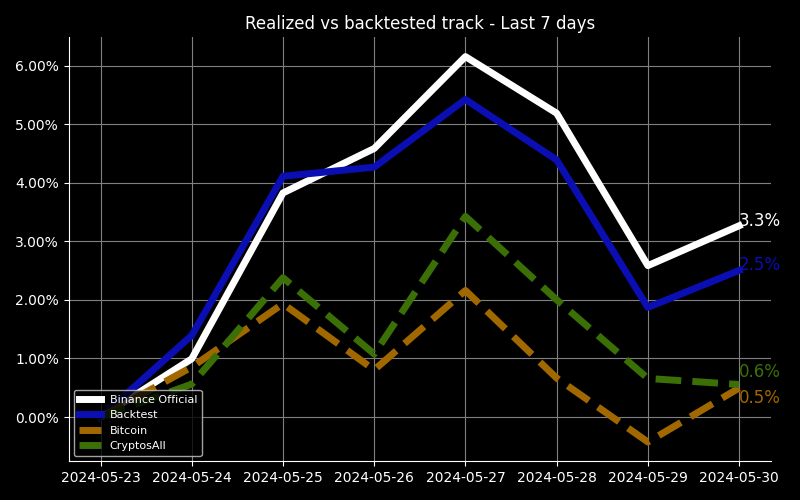 Realized vs backtested track - Last 7 days
6.00%
5.00%
4.00%
3.00%
2.00%
1.00%
0.00%
3.3%
2.5%
0.6%
0.5%
Binance Official
Backtest
Bitcoin
CryptosAll
2024-05-23 2024-05-24 2024-05-25 2024-05-26 2024-05-27 2024-05-28 2024-05-29 2024-05-30